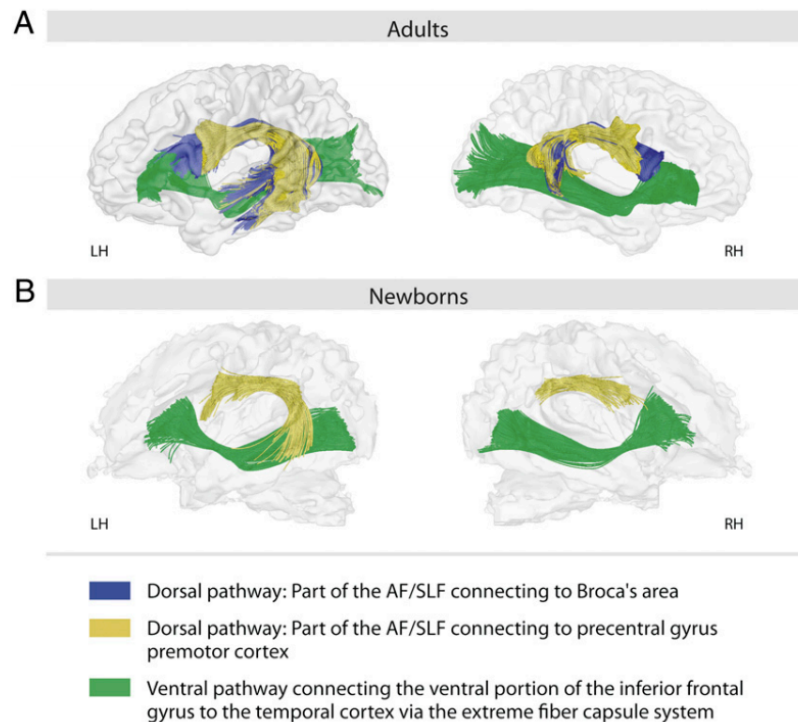 A
Adults
LH
RH
B
Newborns
LH
RH
Dorsal pathway: Part of the AF/SLF connecting to Broca's area
Dorsal pathway: Part of the AF/SLF connecting to precentral gyrus
premotor cortex
Ventral pathway connecting the ventral portion of the inferior frontal
gyrus to the temporal cortex via the extreme fiber capsule system